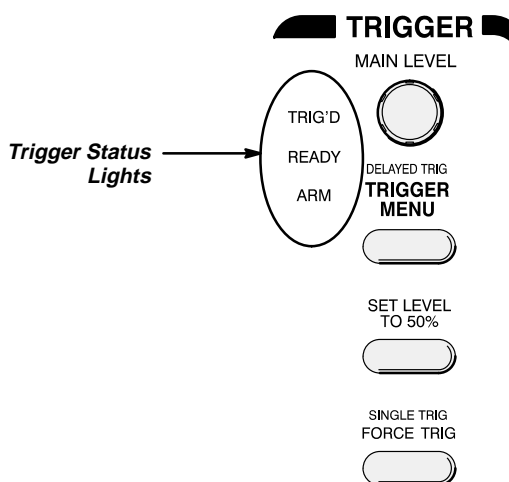 TRIGGER
MAIN LEVEL
TRIG'D
READY
ARM
Trigger Status
Lights
DELAYED TRIG
TRIGGER
MENU
SET LEVEL
TO 50%
SINGLE TRIG
FORCE TRIG